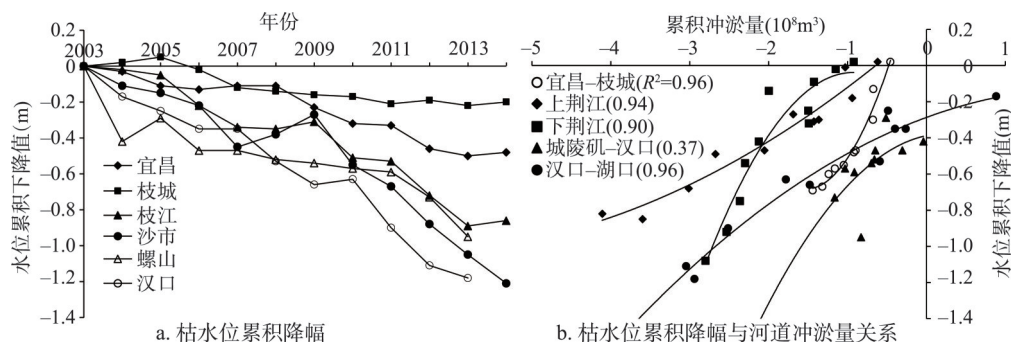 年份
2003 2005 2007 2009 2011 2013
0.2
0
−0.2
−0.4
−0.6
−0.8
−1.0
−1.2
−1.4
水位累积下降值(m)
宜昌
枝城
枝江
沙市
螺山
汉口
a. 枯水位累积降幅
累积冲淤量(10⁸m³)
−5 −4 −3 −2 −1 0 1
宜昌–枝城(R²=0.96)
上荆江(0.94)
下荆江(0.90)
城陵矶–汉口(0.37)
汉口–湖口(0.96)
0.2
0
−0.2
−0.4
−0.6
−0.8
−1.0
−1.2
−1.4
水位累积下降值(m)
b. 枯水位累积降幅与河道冲淤量关系